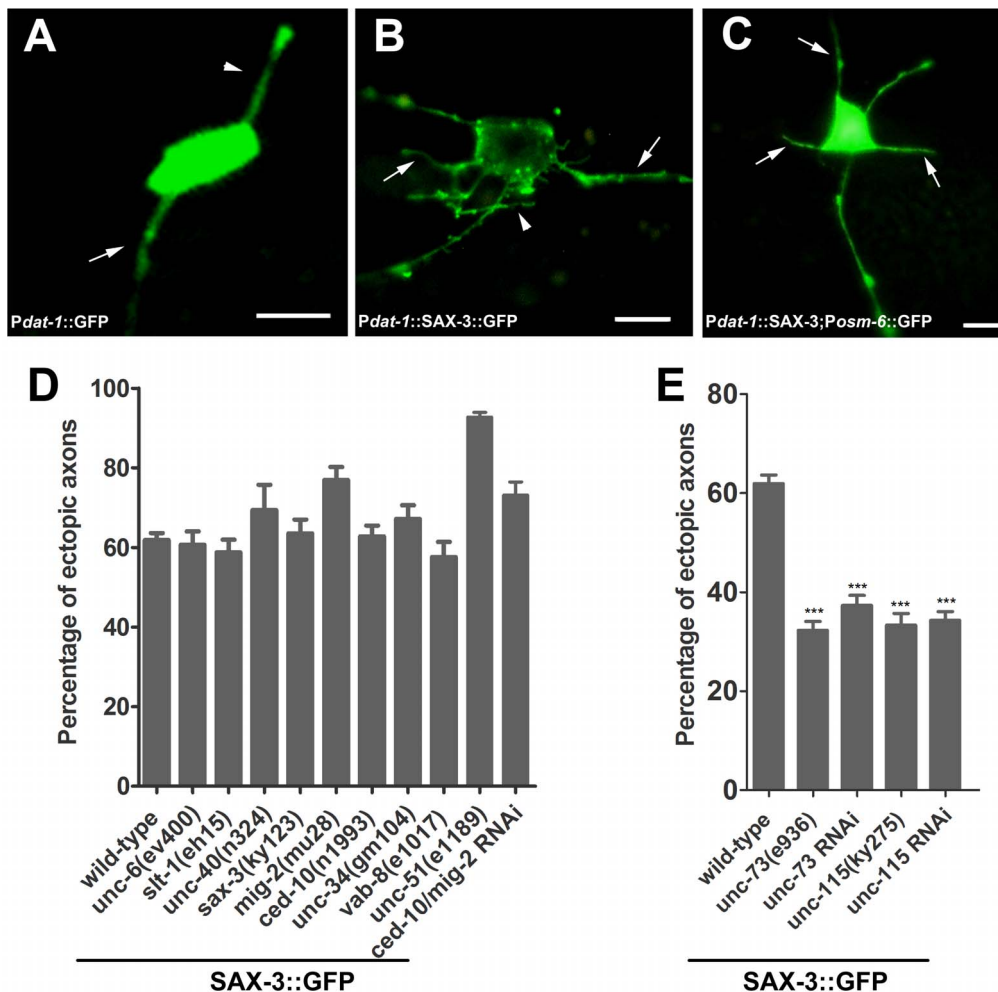 A
B
C
Pdat-1::GFP
Pdat-1::SAX-3::GFP
Pdat-1::SAX-3;Posm-6::GFP
D
Percentage of ectopic axons
100
80
60
40
20
0
wild-type
unc-6(ev400)
slt-1(eh15)
unc-40(n324)
sax-3(ky123)
mig-2(mu28)
ced-10(n1993)
unc-34(gm104)
vab-8(e1017)
unc-51(e1189)
ced-10/mig-2 RNAi
SAX-3::GFP
E
Percentage of ectopic axons
80
60
40
20
0
***
***
***
***
wild-type
unc-73(e936)
unc-73 RNAi
unc-115(ky275)
unc-115 RNAi
SAX-3::GFP